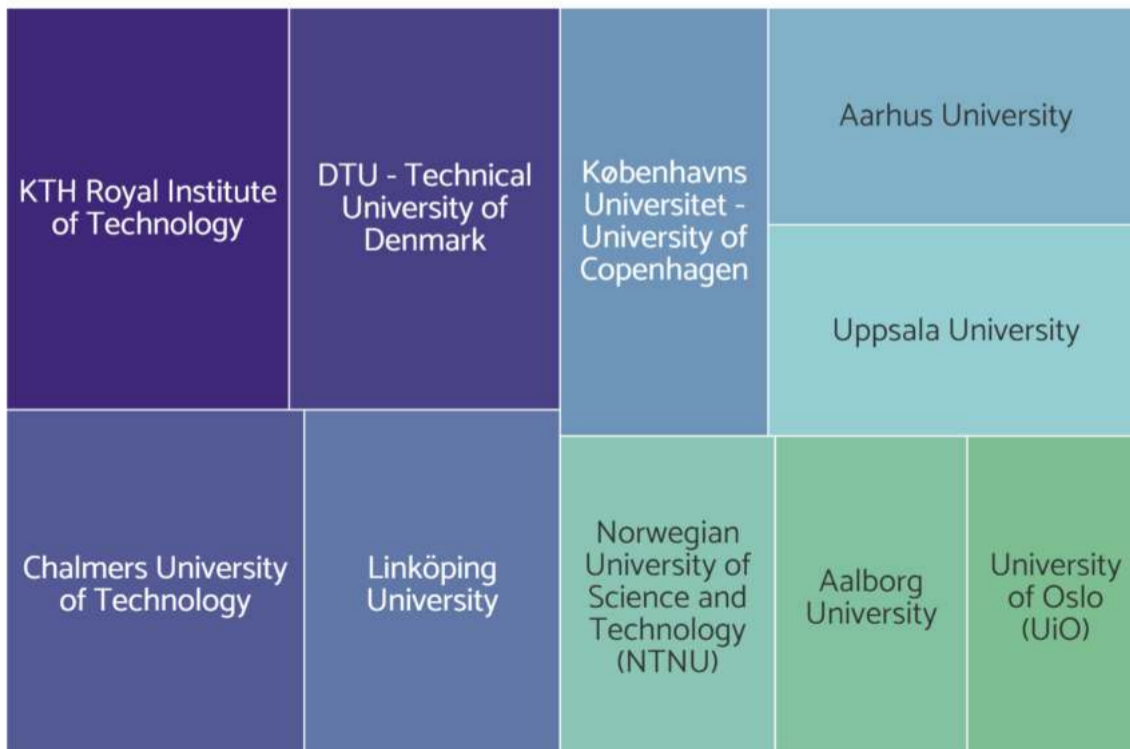 KTH Royal Institute
of Technology
DTU - Technical
University of
Denmark
Københavns
Universitet -
University of
Copenhagen
Aarhus University
Uppsala University
Chalmers University
of Technology
Linköping
University
Norwegian
University of
Science and
Technology
(NTNU)
Aalborg
University
University
of Oslo
(UiO)